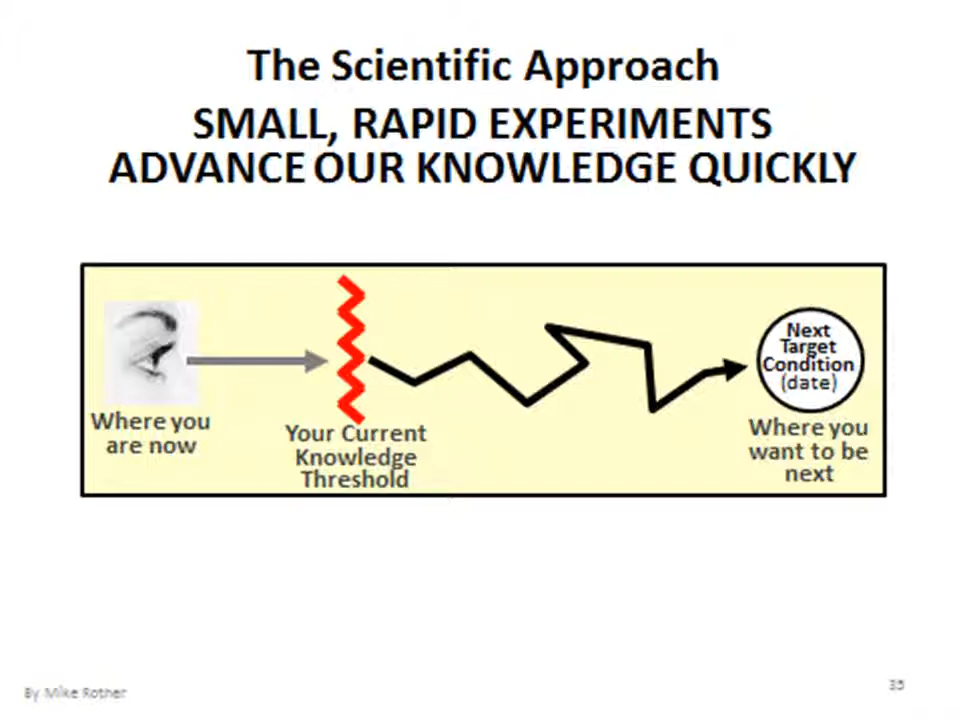 The Scientific Approach
SMALL, RAPID EXPERIMENTS
ADVANCE OUR KNOWLEDGE QUICKLY
Where you
are now
Your Current
Knowledge
Threshold
Next
Target
Condition
(date)
Where you
want to be
next
By Mike Rother
35